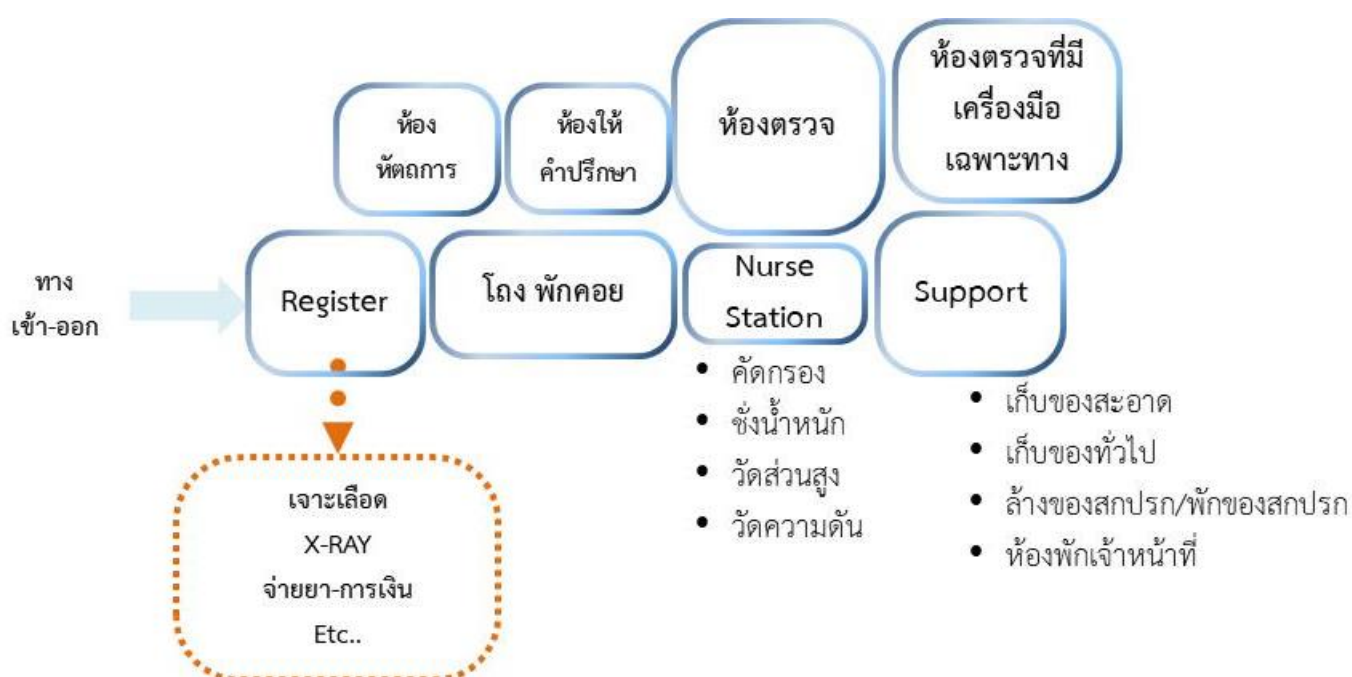 ห้อง
หัตถการ
ห้องให้
คำปรึกษา
ห้องตรวจ
ห้องตรวจที่มี
เครื่องมือ
เฉพาะทาง
ทาง
เข้า-ออก
Register
โถง พักคอย
Nurse
Station
Support
• คัดกรอง
• ชั่งน้ำหนัก
• วัดส่วนสูง
• วัดความดัน
• เก็บของสะอาด
• เก็บของทั่วไป
• ล้างของสกปรก/พักของสกปรก
• ห้องพักเจ้าหน้าที่
เจาะเลือด
X-RAY
จ่ายยา-การเงิน
Etc..